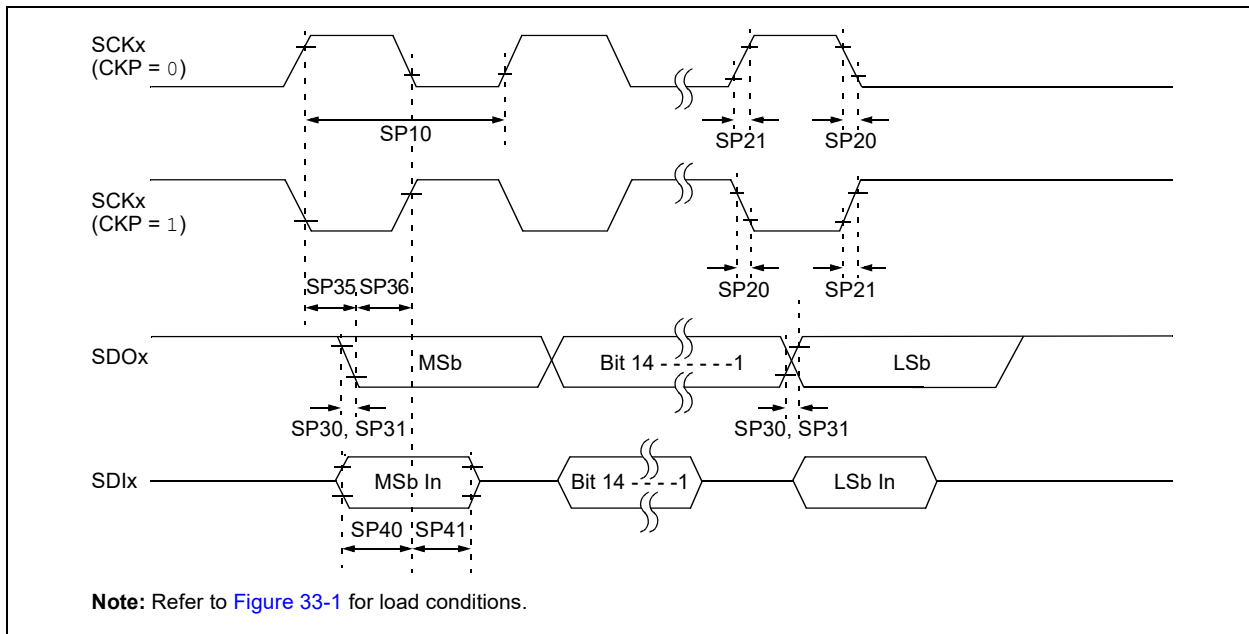 SCKx
(CKP = 0)
SP10
SP21
SP20
SCKx
(CKP = 1)
SP35
SP36
SP20
SP21
SDOx
MSb
Bit 14 - - - - - -1
LSb
SP30, SP31
SP30, SP31
SDIx
MSb In
Bit 14 - - - -1
LSb In
SP40
SP41
Note: Refer to Figure 33-1 for load conditions.